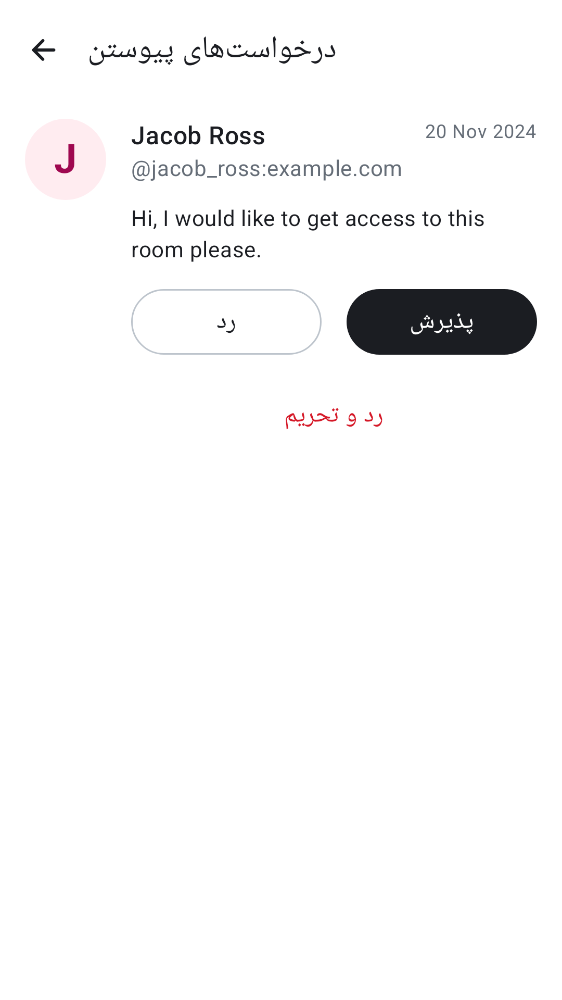 درخواست‌های پیوستن
J
Jacob Ross
20 Nov 2024
@jacob_ross:example.com
Hi, I would like to get access to this
room please.
رد
پذیرش
رد و تحریم